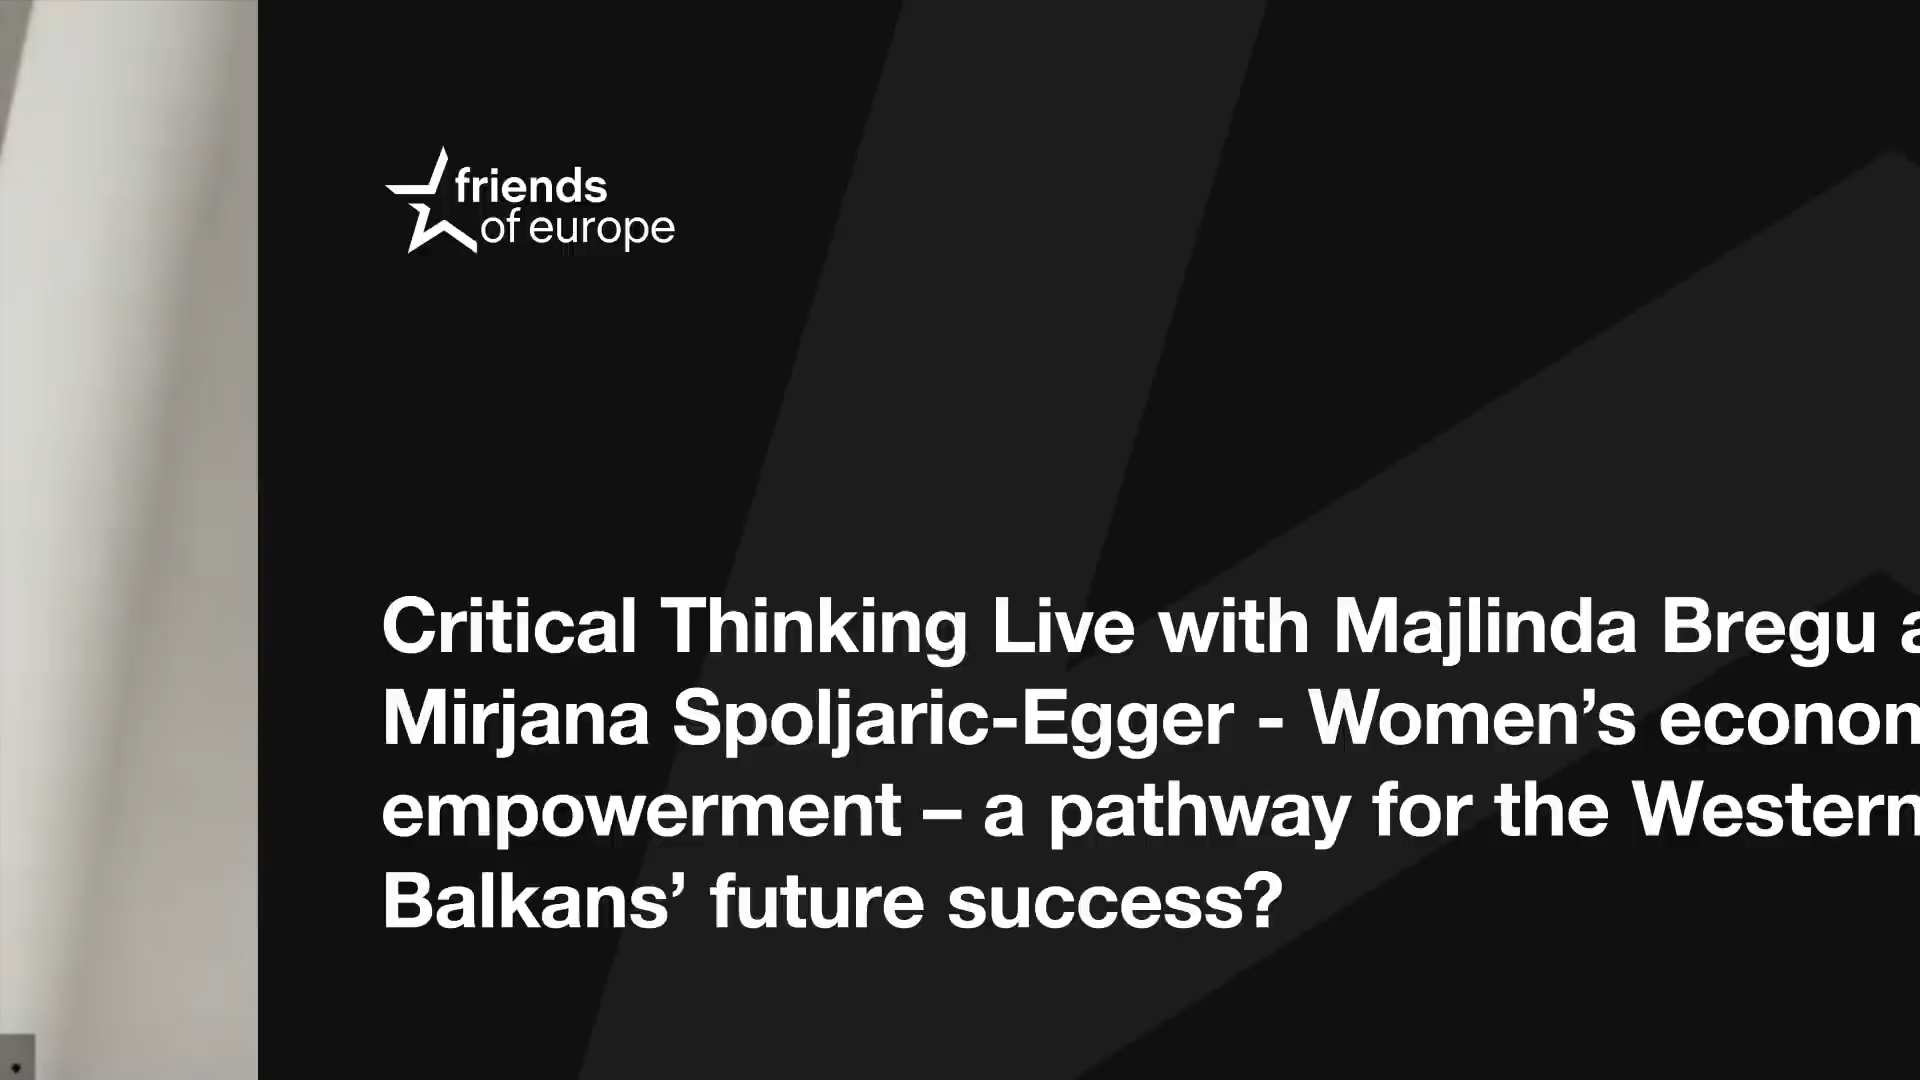 friends
of europe
Critical Thinking Live with Majlinda Bregu a
Mirjana Spoljaric-Egger - Women’s econom
empowerment – a pathway for the Western
Balkans’ future success?